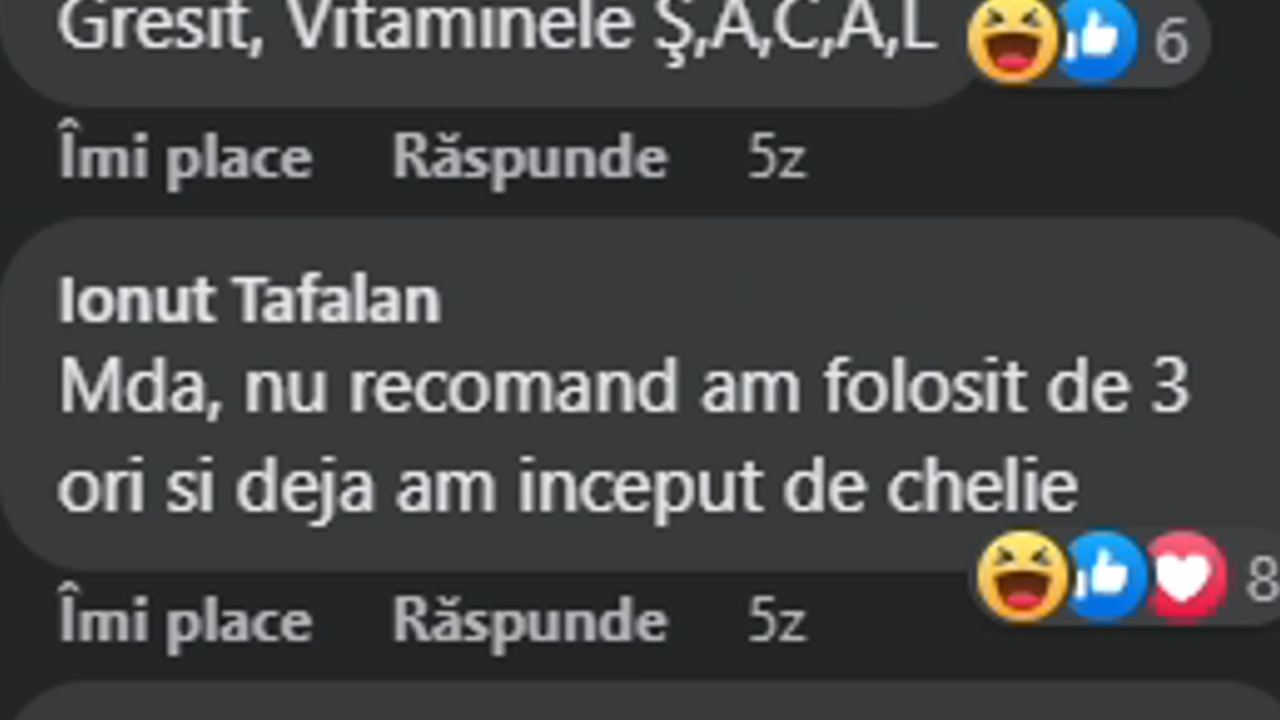 Gresit, Vitaminele Ş,A,C,A,L
6
Îmi place Răspunde 5z
Ionut Tafalan
Mda, nu recomand am folosit de 3
ori si deja am inceput de chelie
8
Îmi place Răspunde 5z